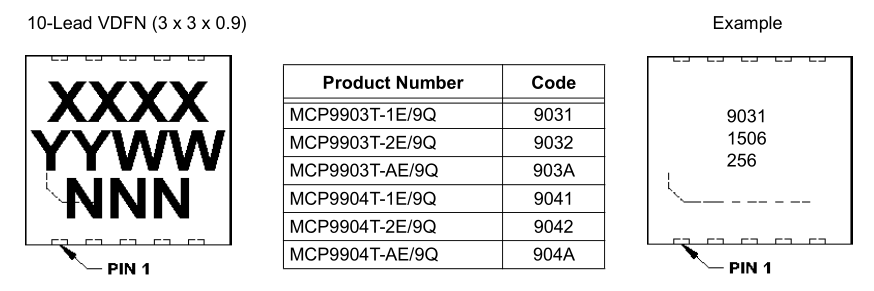 10-Lead VDFN (3 x 3 x 0.9)
XXXX
YYWW
NNN
PIN 1
Product Number Code
MCP9903T-1E/9Q 9031
MCP9903T-2E/9Q 9032
MCP9903T-AE/9Q 903A
MCP9904T-1E/9Q 9041
MCP9904T-2E/9Q 9042
MCP9904T-AE/9Q 904A
Example
9031
1506
256
PIN 1